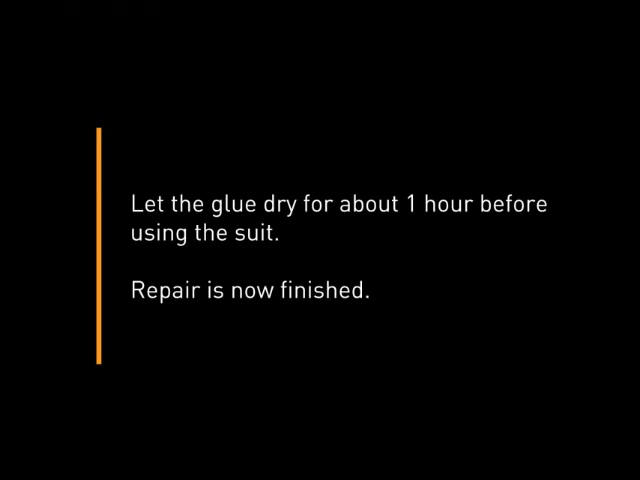 Let the glue dry for about 1 hour before
using the suit.
Repair is now finished.